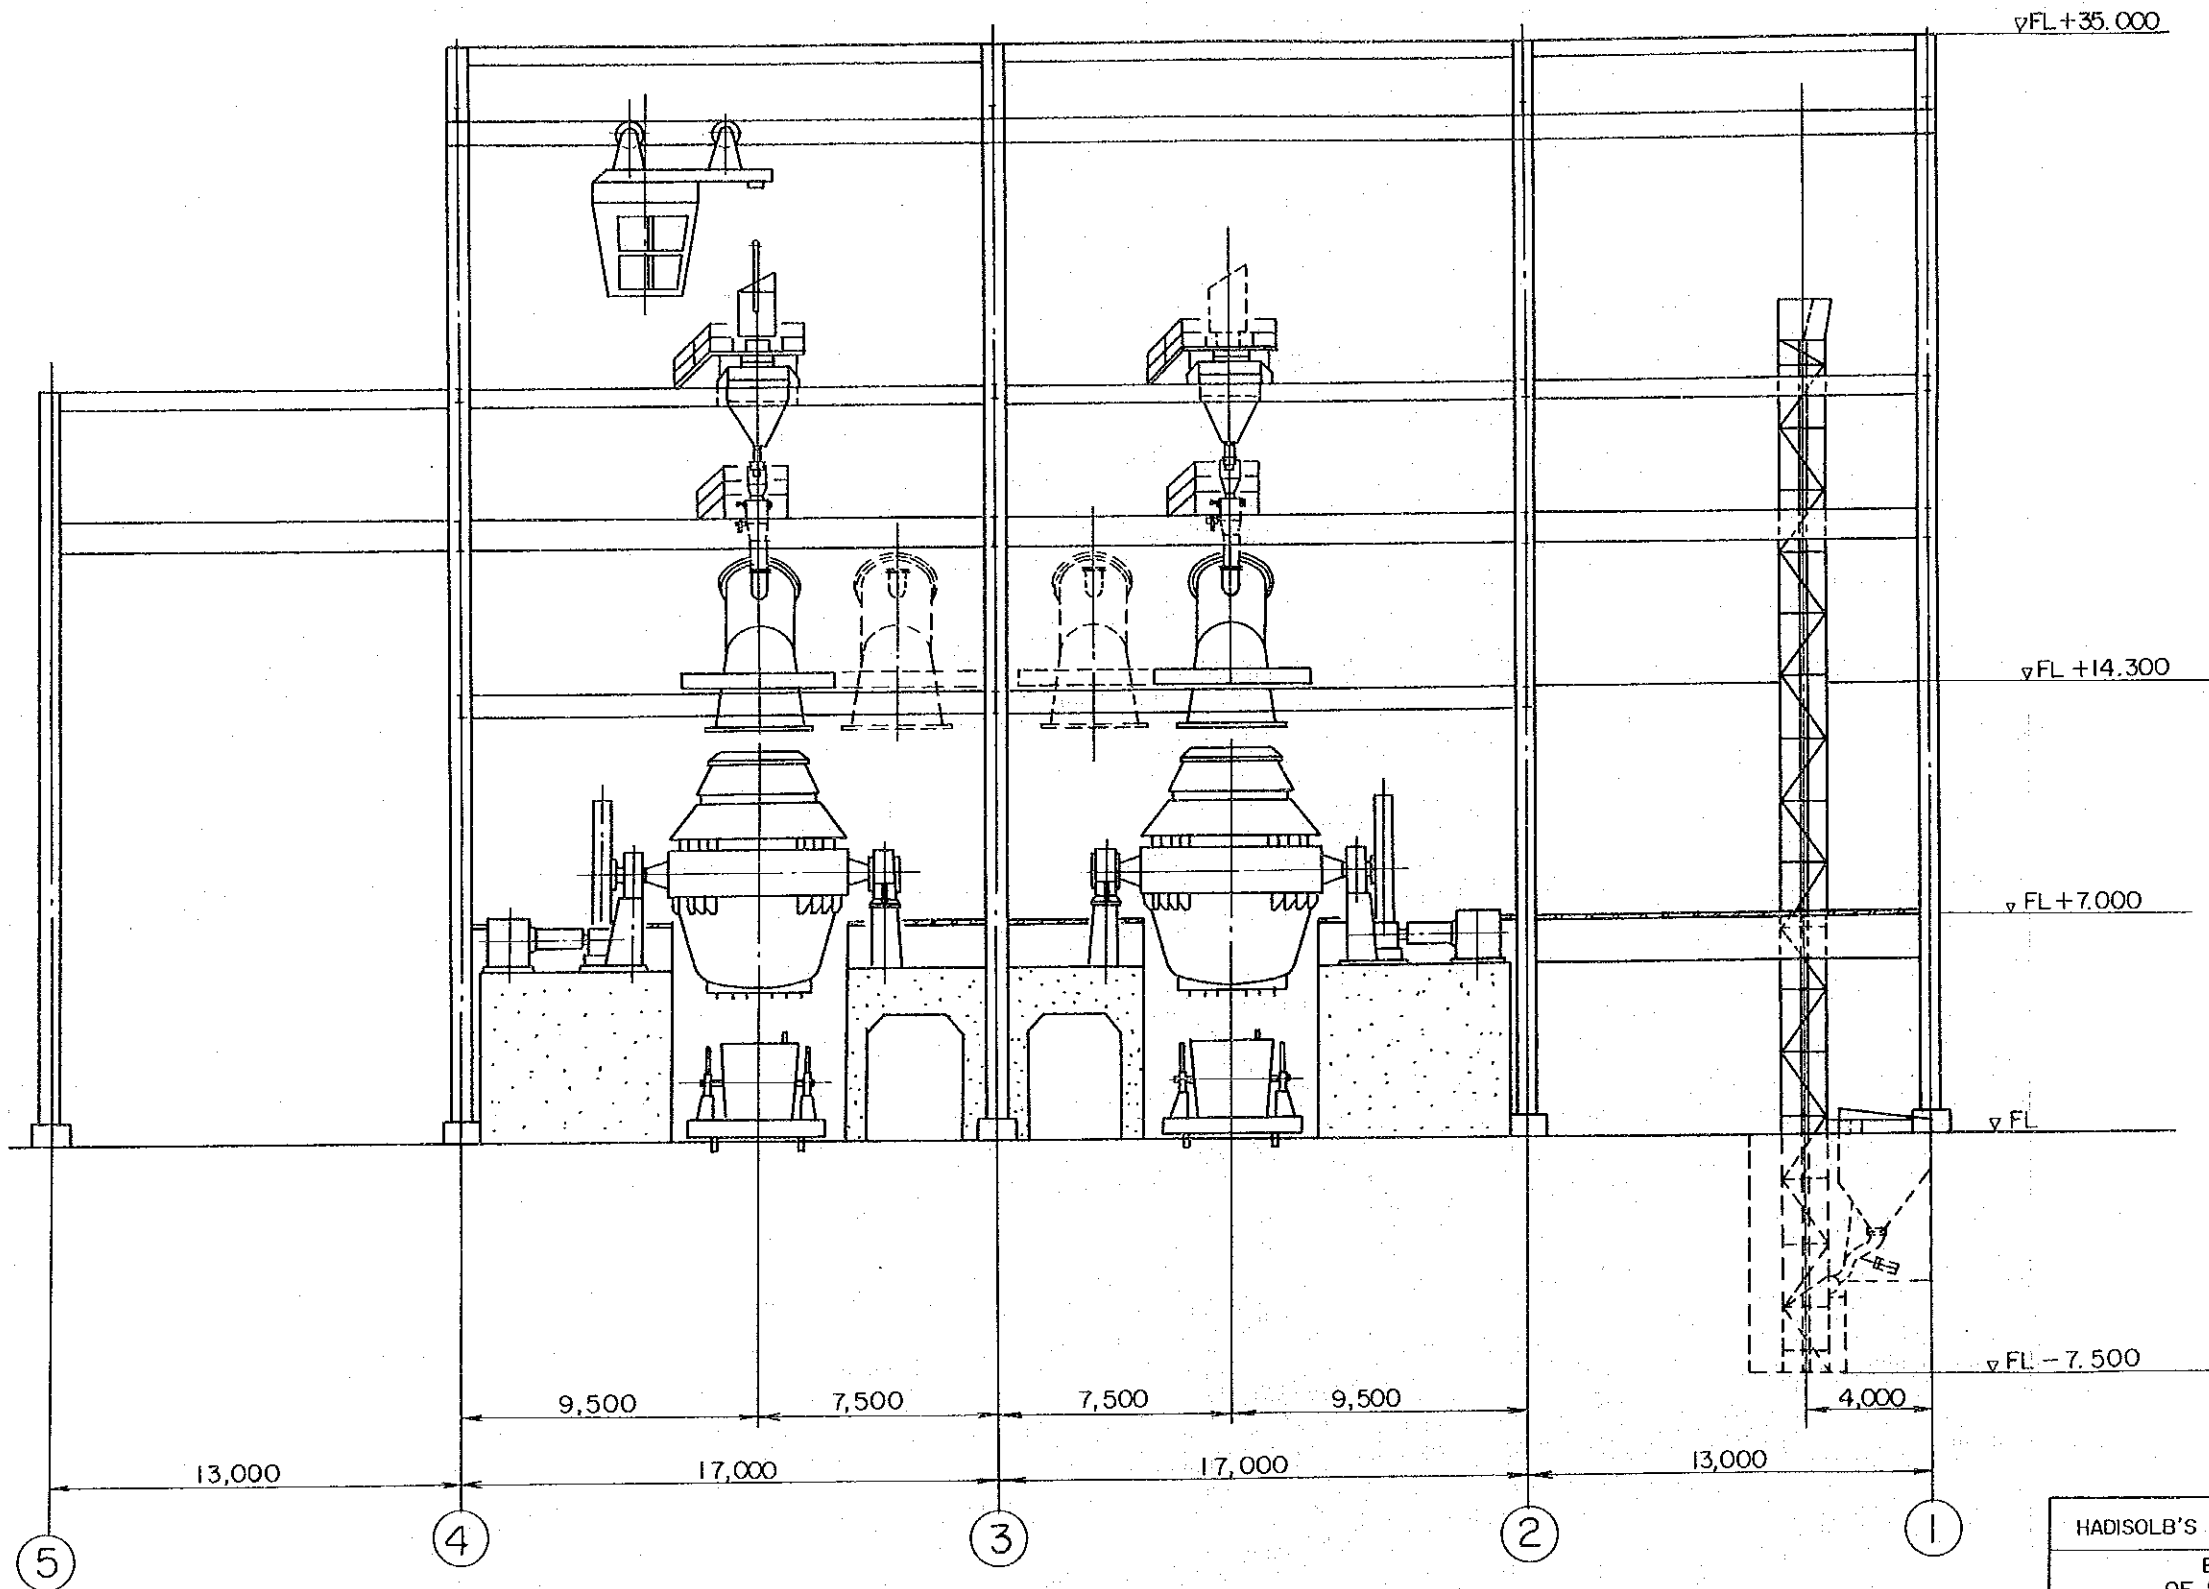 ▽FL+35.000
▽FL+14.300
▽FL+7.000
▽FL
▽FL-7.500
9,500 7,500 7,500 9,500 4,000
13,000 17,000 17,000 13,000
5 4 3 2 1
HADISOLB'S
OF